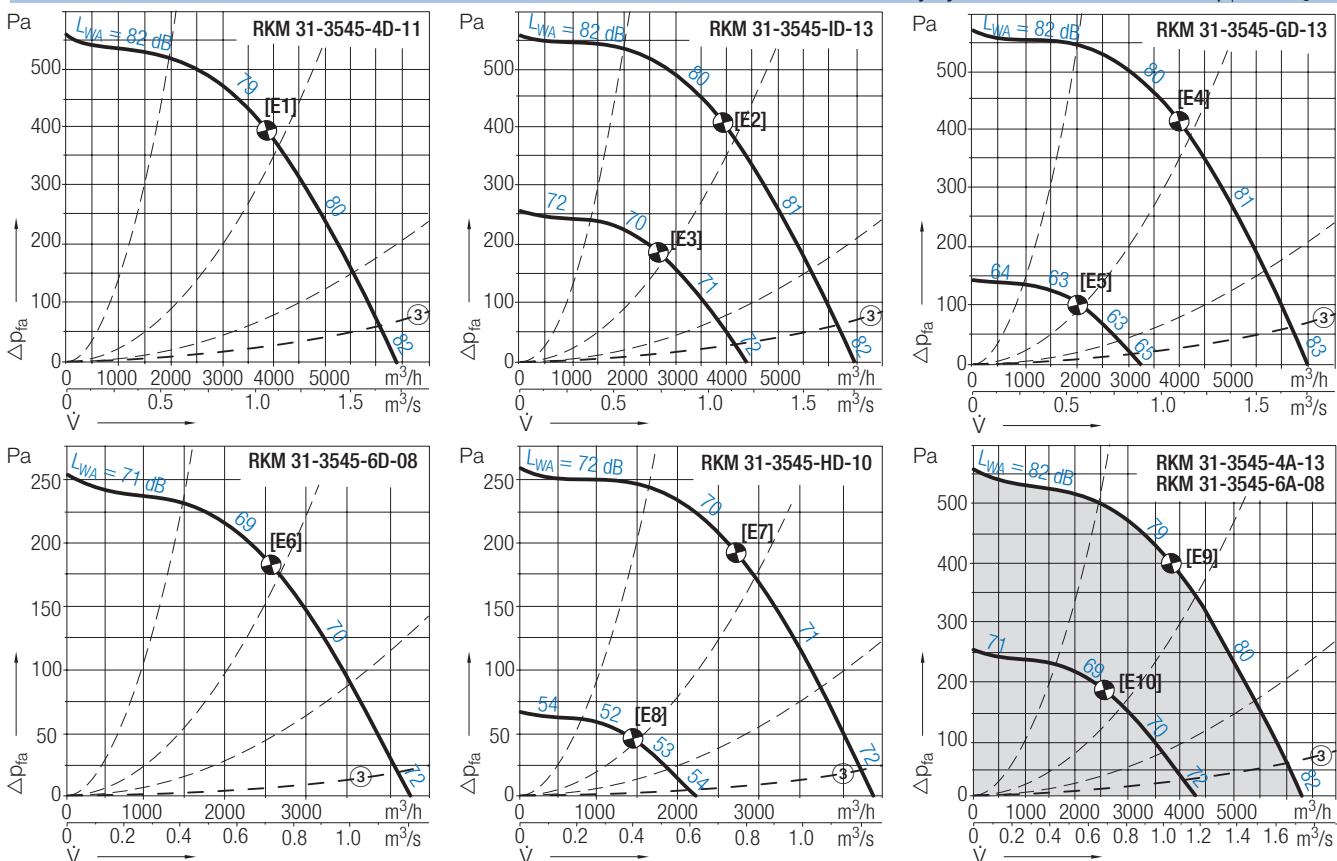 Pa
RKM 31-3545-4D-11
LWA = 82 dB
79
[E1]
80
82
500
400
300
200
100
0
Δpfa
3
0 1000 2000 3000 4000 5000 m³/h
0 0.5 1.0 1.5 m³/s
V̇
Pa
RKM 31-3545-ID-13
LWA = 82 dB
80
[E2]
81
82
72
70
[E3]
71
72
500
400
300
200
100
0
Δpfa
3
0 1000 2000 3000 4000 5000 m³/h
0 0.5 1.0 1.5 m³/s
V̇
Pa
RKM 31-3545-GD-13
LWA = 82 dB
80
[E4]
81
83
64
63
[E5]
63
65
500
400
300
200
100
0
Δpfa
3
0 1000 2000 3000 4000 5000 m³/h
0 0.5 1.0 1.5 m³/s
V̇
Pa
RKM 31-3545-6D-08
LWA = 71 dB
69
[E6]
70
72
250
200
150
100
50
0
Δpfa
3
0 1000 2000 3000 m³/h
0 0.2 0.4 0.6 0.8 1.0 m³/s
V̇
Pa
RKM 31-3545-HD-10
LWA = 72 dB
70
[E7]
71
72
54
52
[E8]
53
54
250
200
150
100
50
0
Δpfa
3
0 1000 2000 3000 m³/h
0 0.2 0.4 0.6 0.8 1.0 m³/s
V̇
Pa
RKM 31-3545-4A-13
RKM 31-3545-6A-08
LWA = 82 dB
79
[E9]
80
82
71
69
[E10]
70
72
500
400
300
200
100
0
Δpfa
3
0 1000 2000 3000 4000 5000 m³/h
0 0.2 0.4 0.6 0.8 1.0 1.2 1.4 1.6 m³/s
V̇